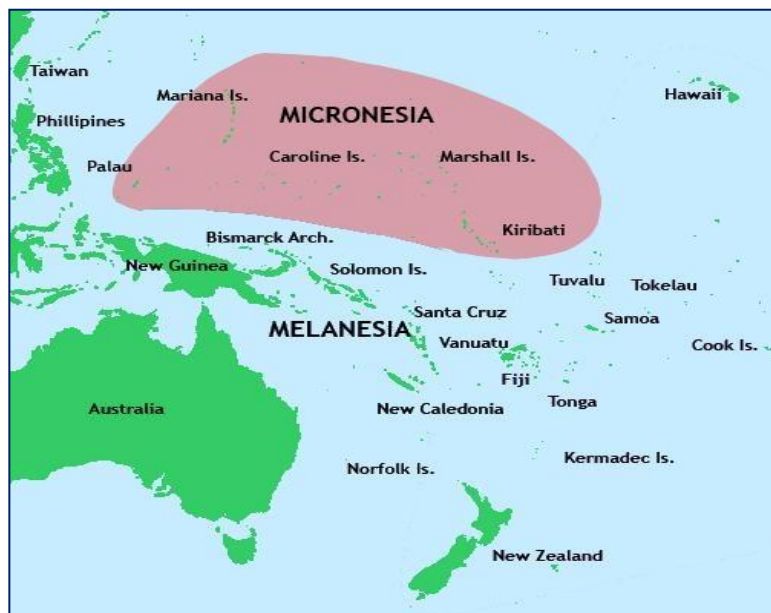 Taiwan
Hawaii
Mariana Is.
MICRONESIA
Phillipines
Caroline Is.
Marshall Is.
Palau
Kiribati
Bismarck Arch.
New Guinea
Solomon Is.
Tuvalu
Tokelau
Santa Cruz
Samoa
MELANESIA
Vanuatu
Cook Is.
Fiji
Australia
New Caledonia
Tonga
Kermadec Is.
Norfolk Is.
New Zealand